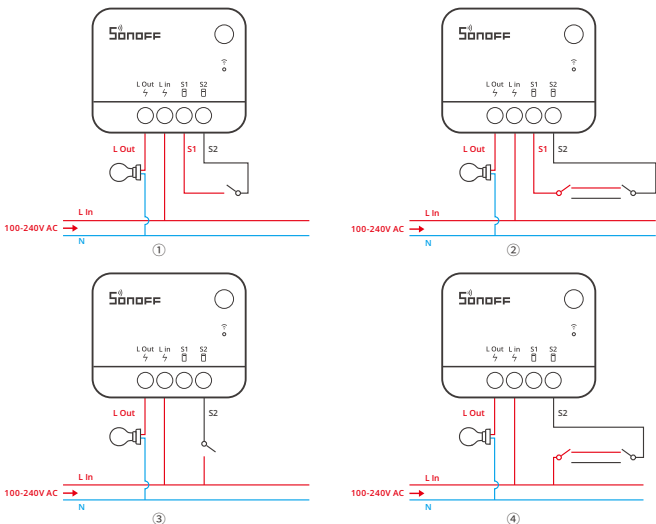 SONOFF
L Out L in S1 S2
L Out S1 S2
L In
100-240V AC
N
①
SONOFF
L Out L in S1 S2
L Out S1 S2
L In
100-240V AC
N
②
SONOFF
L Out L in S1 S2
L Out S2
L In
100-240V AC
N
③
SONOFF
L Out L in S1 S2
L Out S2
L In
100-240V AC
N
④